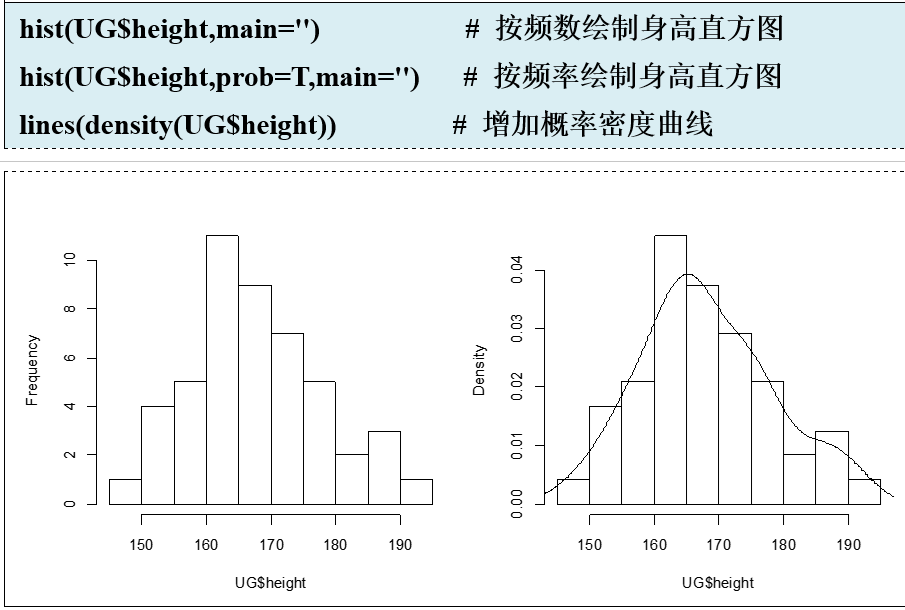 hist(UG$height,main='') # 按频数绘制身高直方图
hist(UG$height,prob=T,main='') # 按频率绘制身高直方图
lines(density(UG$height)) # 增加概率密度曲线
Frequency
10
8
6
4
2
0
150 160 170 180 190
UG$height
Density
0.04
0.03
0.02
0.01
0.00
150 160 170 180 190
UG$height